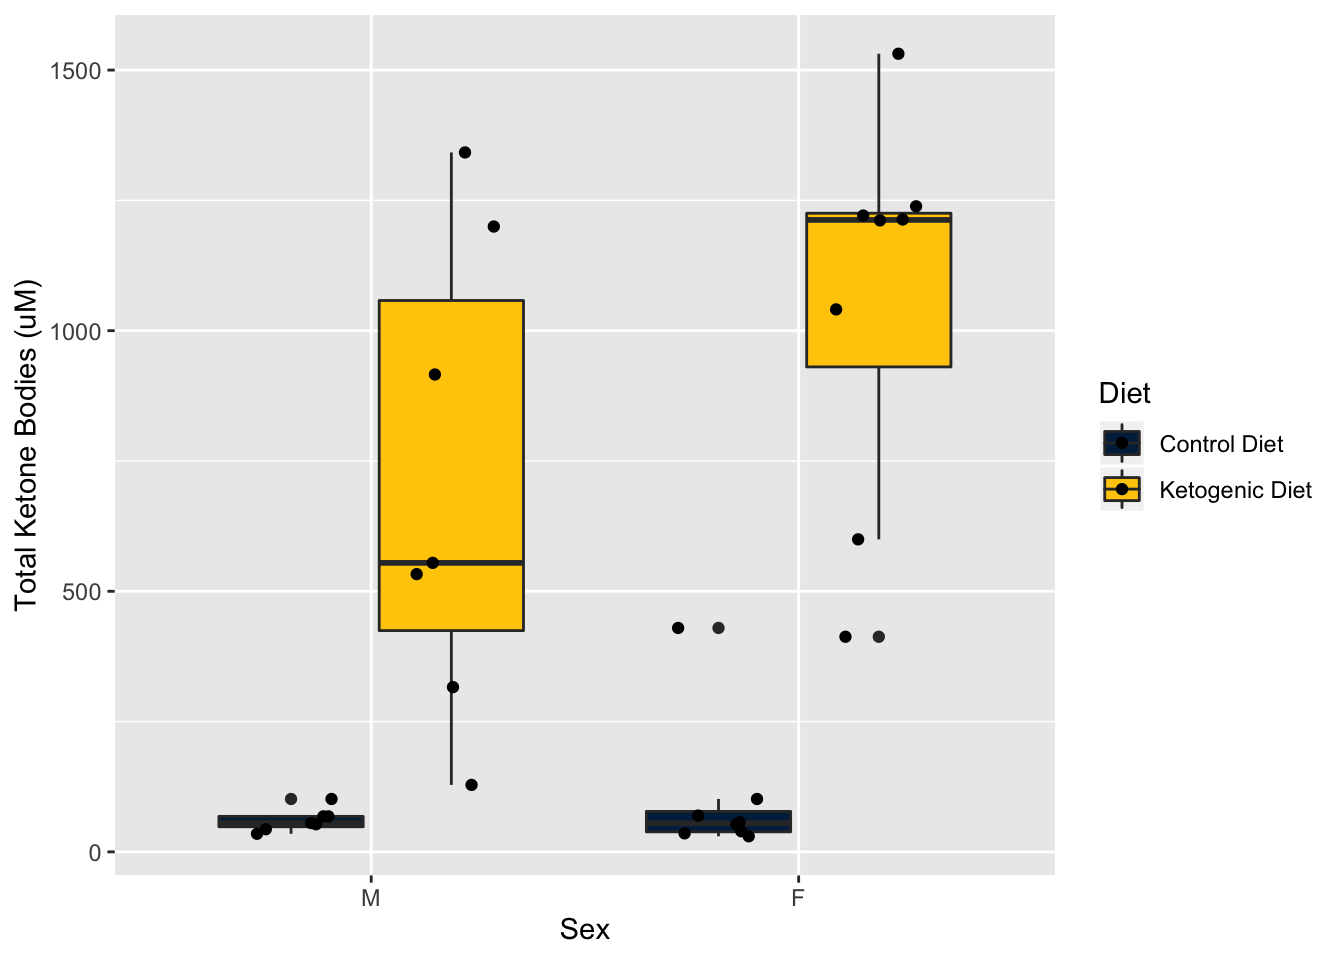 Total Ketone Bodies (uM)
1500
1000
500
0
M
F
Sex
Diet
Control Diet
Ketogenic Diet